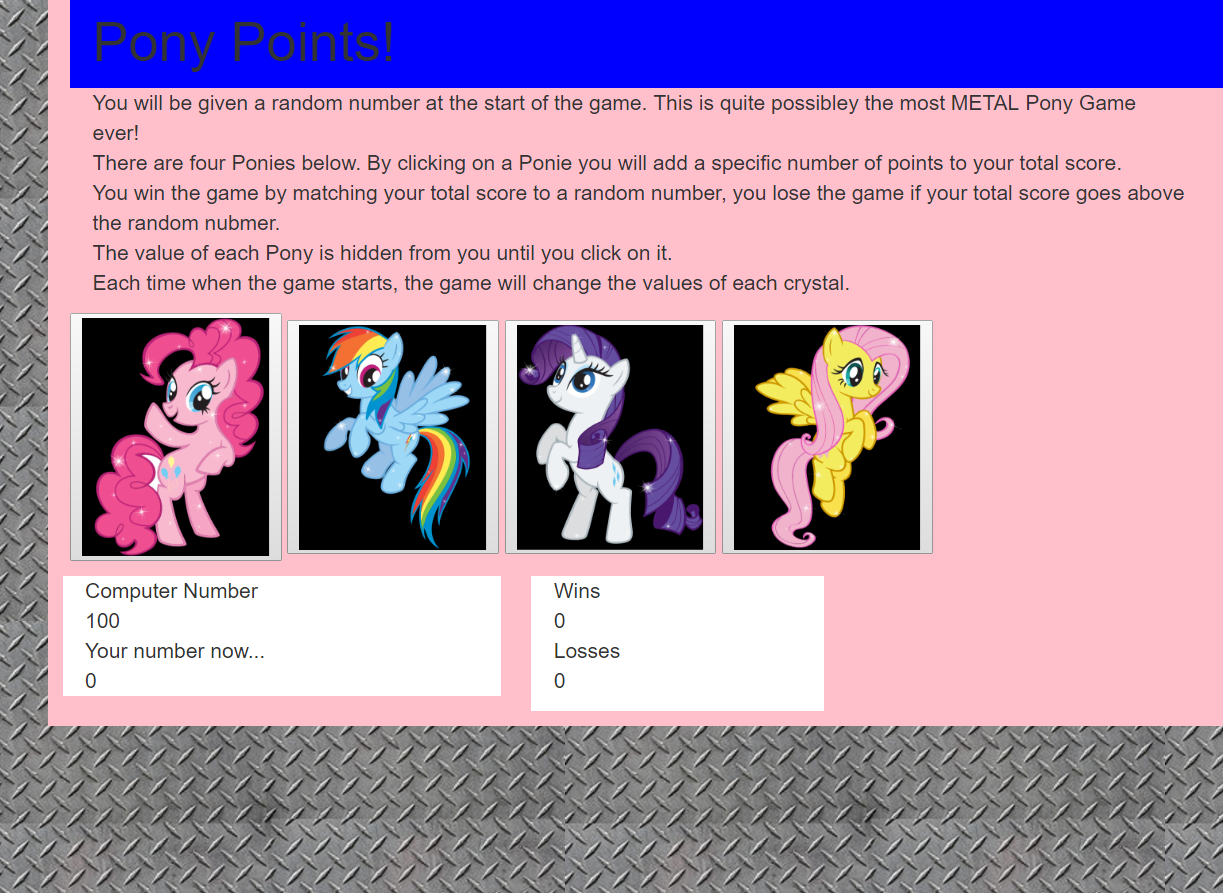 Pony Points!
You will be given a random number at the start of the game. This is quite possibley the most METAL Pony Game
ever!
There are four Ponies below. By clicking on a Ponie you will add a specific number of points to your total score.
You win the game by matching your total score to a random number, you lose the game if your total score goes above
the random nubmer.
The value of each Pony is hidden from you until you click on it.
Each time when the game starts, the game will change the values of each crystal.
Computer Number
100
Your number now...
0
Wins
0
Losses
0